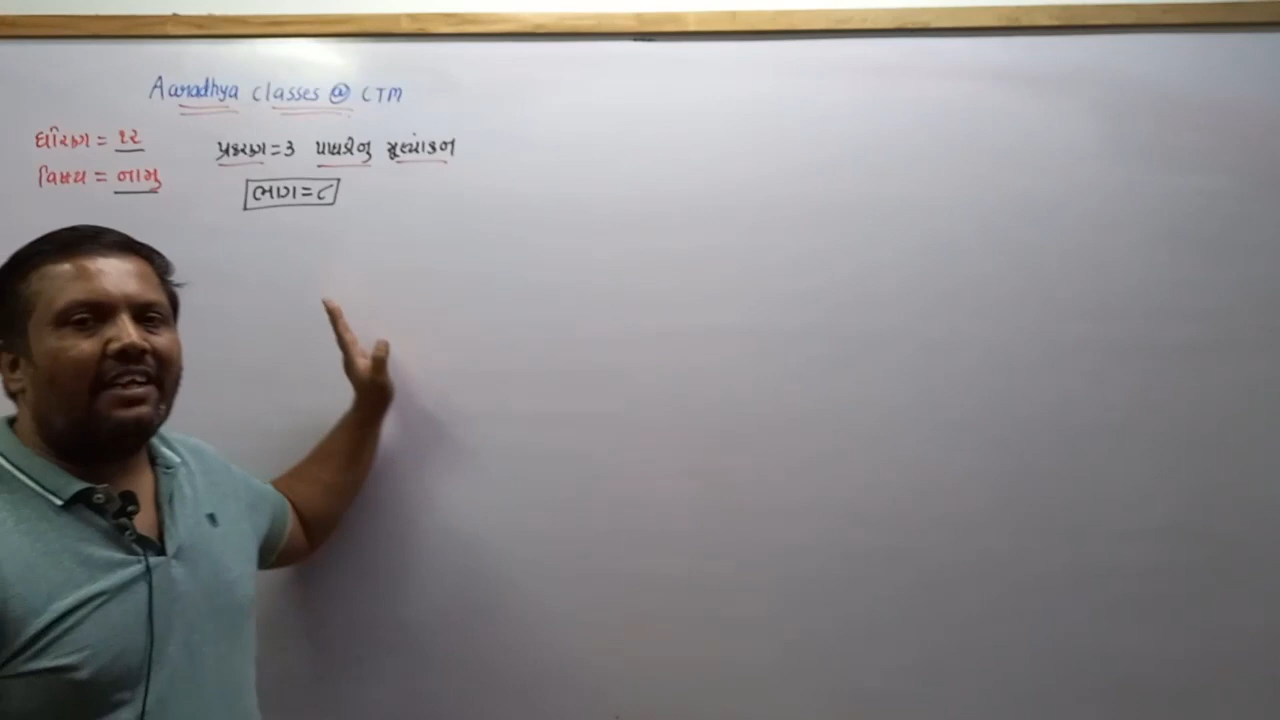 Aaradhya Classes @ CTM
ધોરણ = ૧૨
પ્રકરણ = 3 પાઘડીનુ મૂલ્યાંકન
વિષય = નામુ
ભાગ = ૮